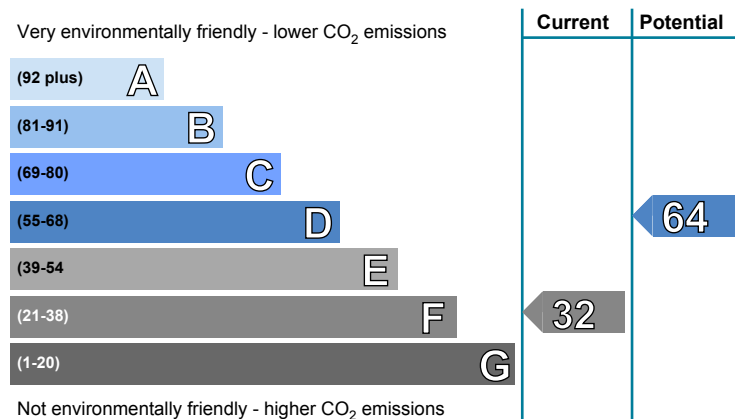 Very environmentally friendly - lower CO2 emissions
Current
Potential
(92 plus) A
(81-91) B
(69-80) C
(55-68) D
64
(39-54 E
(21-38) F
32
(1-20) G
Not environmentally friendly - higher CO2 emissions